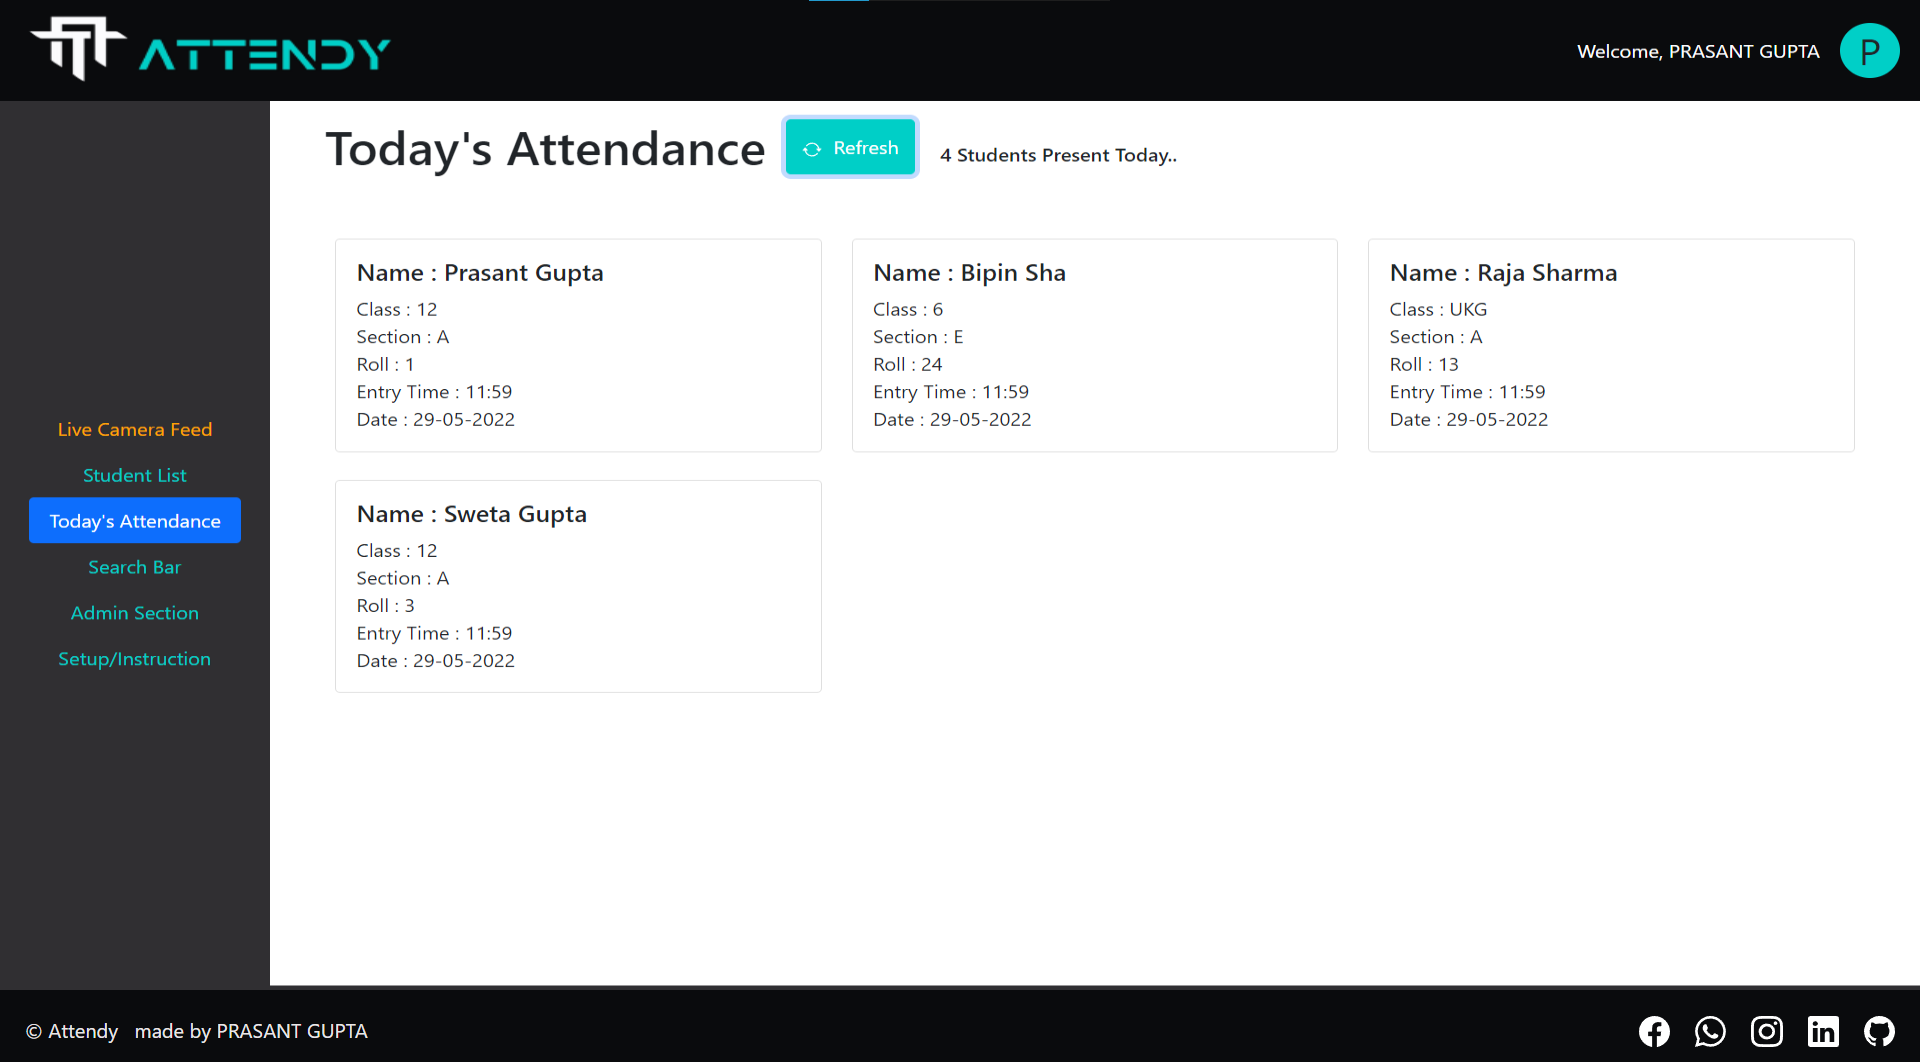 ATTENDY
Welcome, PRASANT GUPTA
P
Today's Attendance
Refresh
4 Students Present Today..
Name : Prasant Gupta
Class : 12
Section : A
Roll : 1
Entry Time : 11:59
Date : 29-05-2022
Name : Bipin Sha
Class : 6
Section : E
Roll : 24
Entry Time : 11:59
Date : 29-05-2022
Name : Raja Sharma
Class : UKG
Section : A
Roll : 13
Entry Time : 11:59
Date : 29-05-2022
Name : Sweta Gupta
Class : 12
Section : A
Roll : 3
Entry Time : 11:59
Date : 29-05-2022
Live Camera Feed
Student List
Today's Attendance
Search Bar
Admin Section
Setup/Instruction
© Attendy made by PRASANT GUPTA